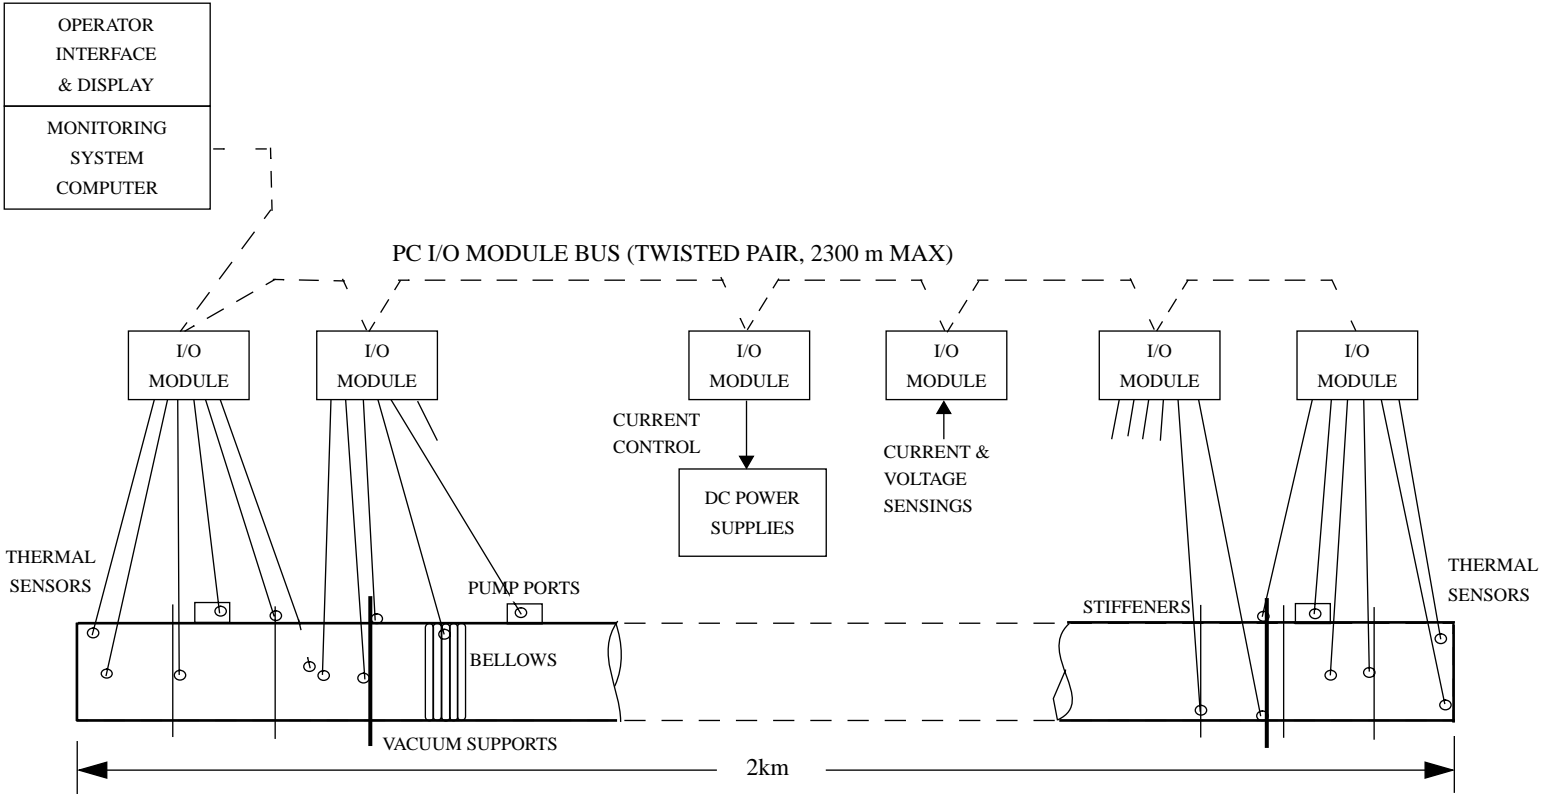 OPERATOR
INTERFACE
& DISPLAY
MONITORING
SYSTEM
COMPUTER
PC I/O MODULE BUS (TWISTED PAIR, 2300 m MAX)
I/O
MODULE
I/O
MODULE
I/O
MODULE
I/O
MODULE
I/O
MODULE
I/O
MODULE
CURRENT
CONTROL
CURRENT &
VOLTAGE
SENSINGS
DC POWER
SUPPLIES
THERMAL
SENSORS
PUMP PORTS
STIFFENERS
THERMAL
SENSORS
BELLOWS
VACUUM SUPPORTS
2km